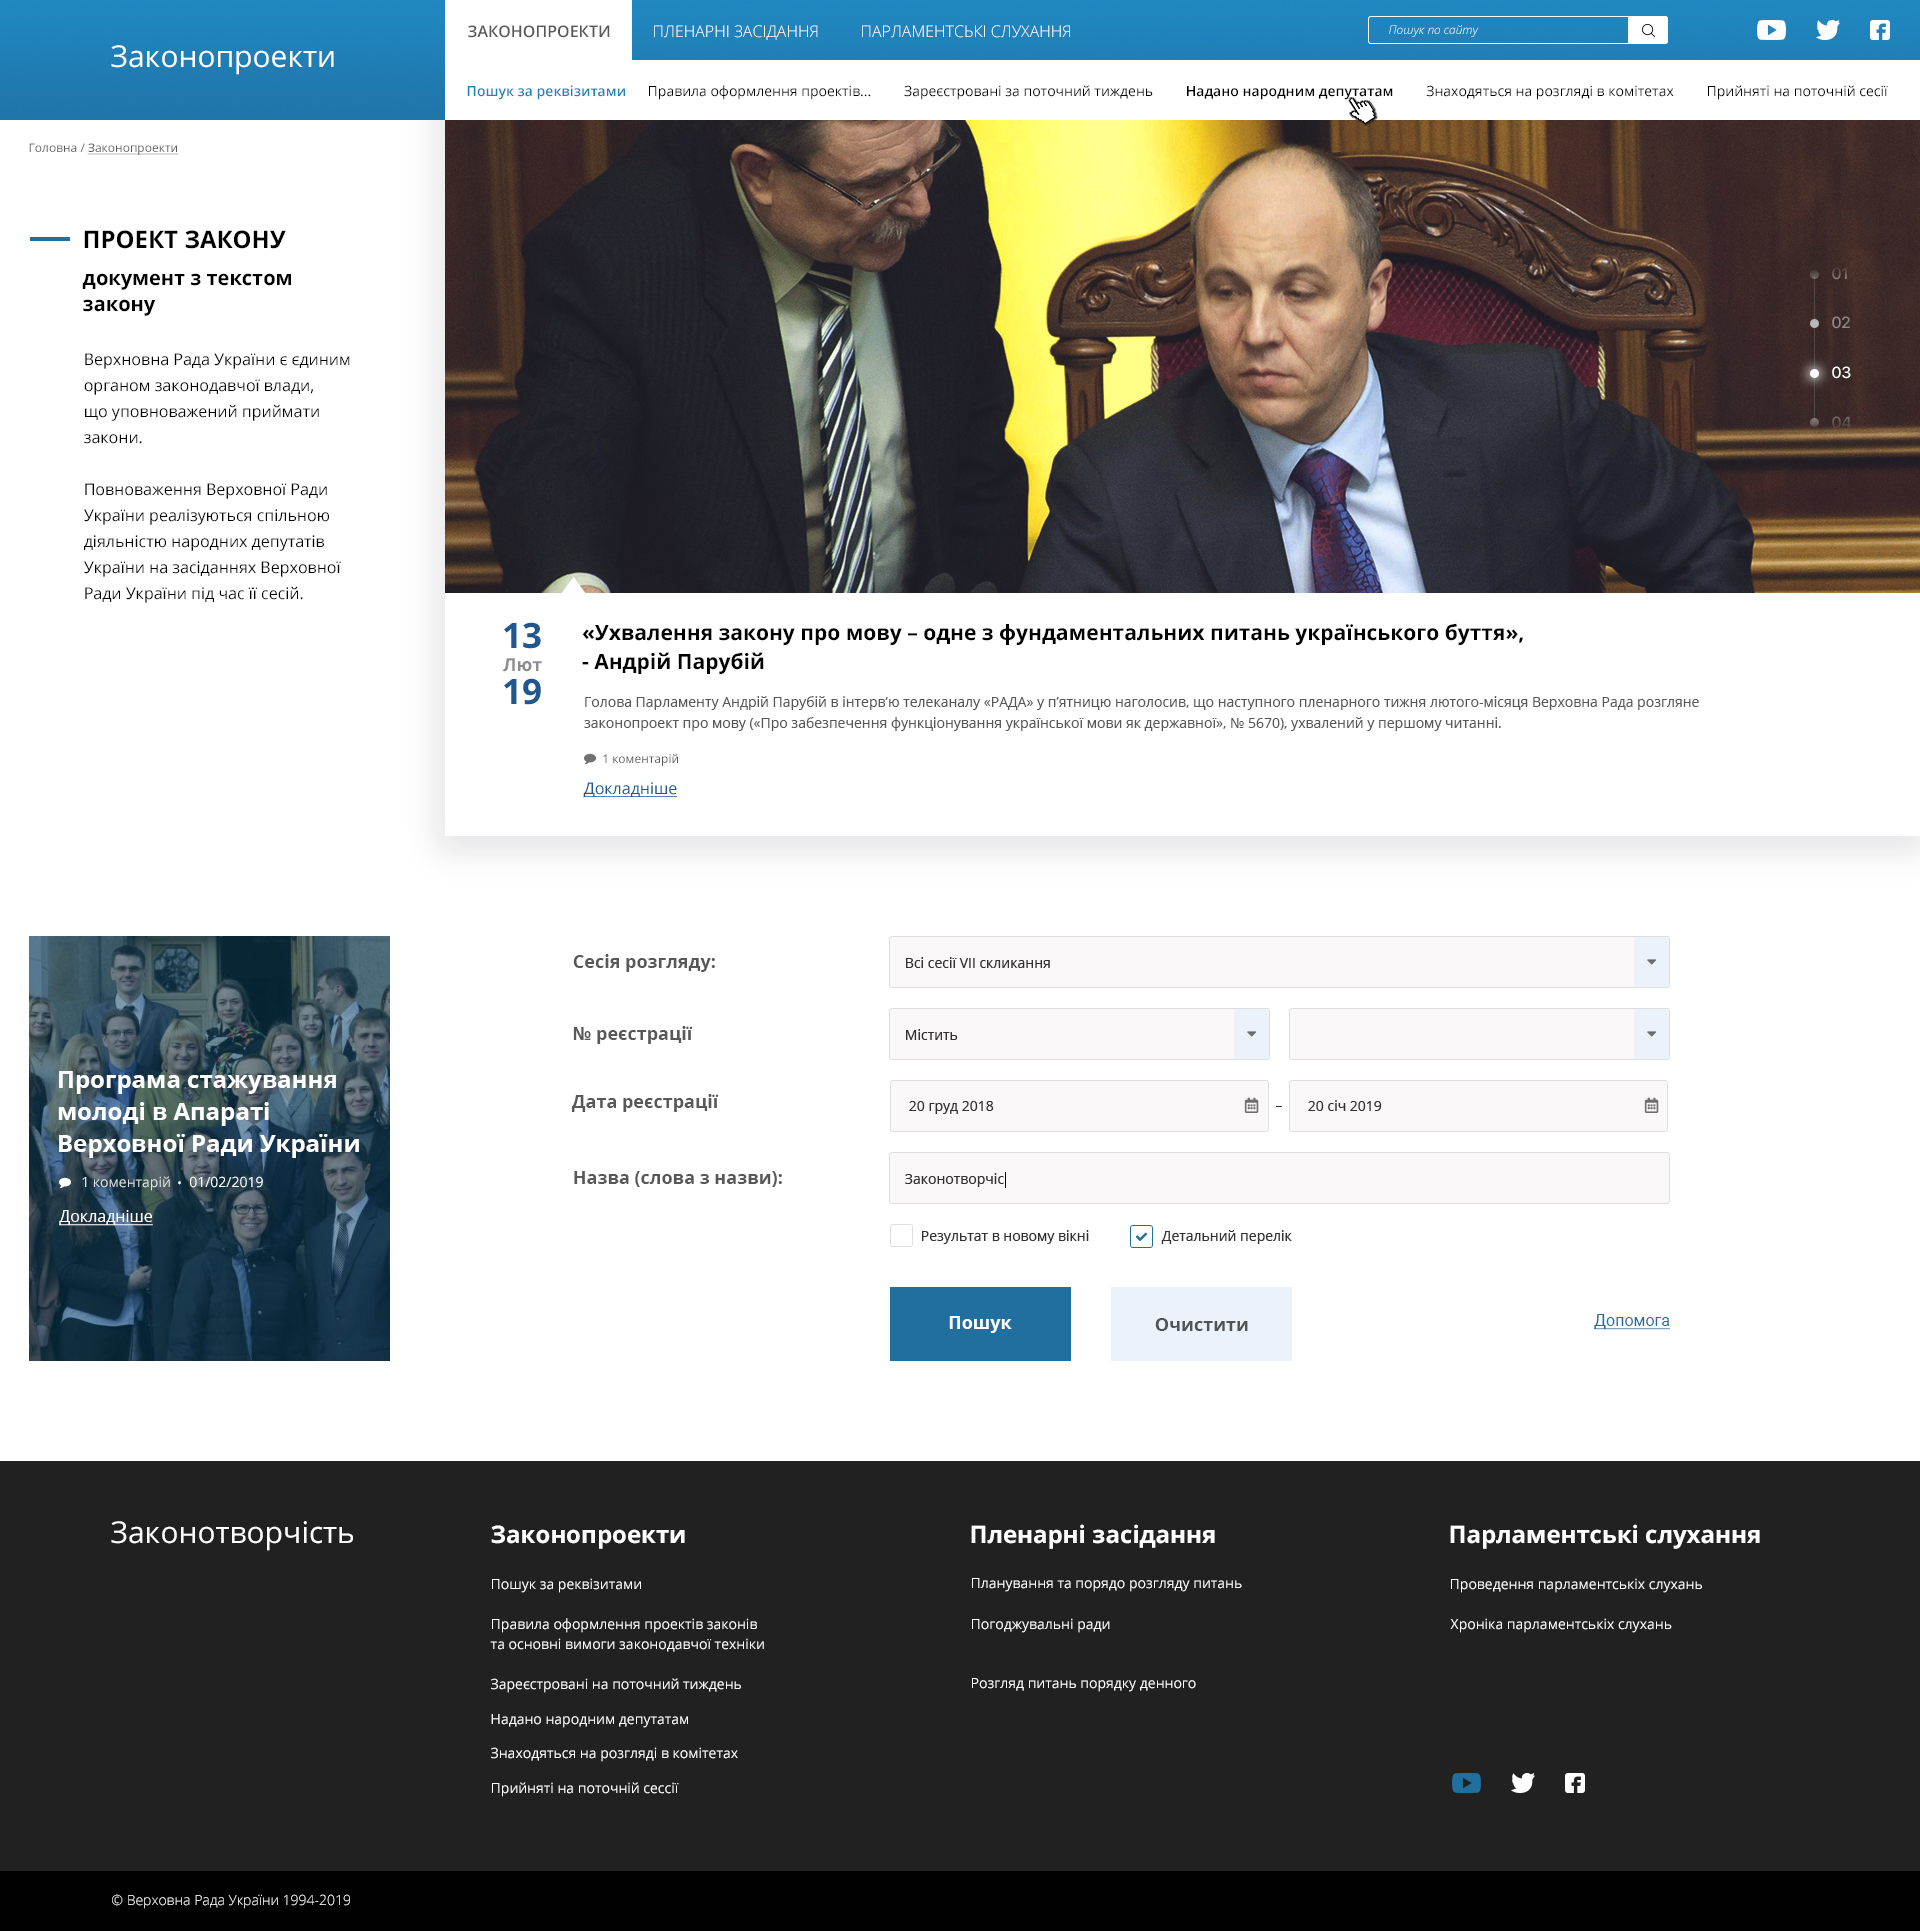 Законопроекти
ЗАКОНОПРОЕКТИ
ПЛЕНАРНІ ЗАСІДАННЯ
ПАРЛАМЕНТСЬКІ СЛУХАННЯ
Пошук по сайту
Пошук за реквізитами
Правила оформлення проектів...
Зареєстровані за поточний тиждень
Надано народним депутатам
Знаходяться на розгляді в комітетах
Прийняті на поточній сесії
Головна / Законопроекти
ПРОЕКТ ЗАКОНУ
документ з текстом
закону
Верхновна Рада України є єдиним
органом законодавчої влади,
що уповноважений приймати
закони.
Повноваження Верховної Ради
України реалізуються спільною
діяльністю народних депутатів
України на засіданнях Верховної
Ради України під час її сесій.
01
02
03
04
13
Лют
19
«Ухвалення закону про мову – одне з фундаментальних питань українського буття»,
- Андрій Парубій
Голова Парламенту Андрій Парубій в інтерв’ю телеканалу «РАДА» у п’ятницю наголосив, що наступного пленарного тижня лютого-місяця Верховна Рада розгляне
законопроект про мову («Про забезпечення функціонування української мови як державної», № 5670), ухвалений у першому читанні.
1 коментарій
Докладніше
Програма стажування
молоді в Апараті
Верховної Ради України
1 коментарій • 01/02/2019
Докладніше
Сесія розгляду:
Всі сесії VII скликання
№ реєстрації
Містить
Дата реєстрації
20 груд 2018
–
20 січ 2019
Назва (слова з назви):
Законотворчіс
Результат в новому вікні
Детальний перелік
Пошук
Очистити
Допомога
Законотворчість
Законопроекти
Пошук за реквізитами
Правила оформлення проектів законів
та основні вимоги законодавчої техніки
Зареєстровані на поточний тиждень
Надано народним депутатам
Знаходяться на розгляді в комітетах
Прийняті на поточній сессії
Пленарні засідання
Планування та порядо розгляду питань
Погоджувальні ради
Розгляд питань порядку денного
Парламентські слухання
Проведення парламентськіх слухань
Хроніка парламентськіх слухань
© Верховна Рада України 1994-2019